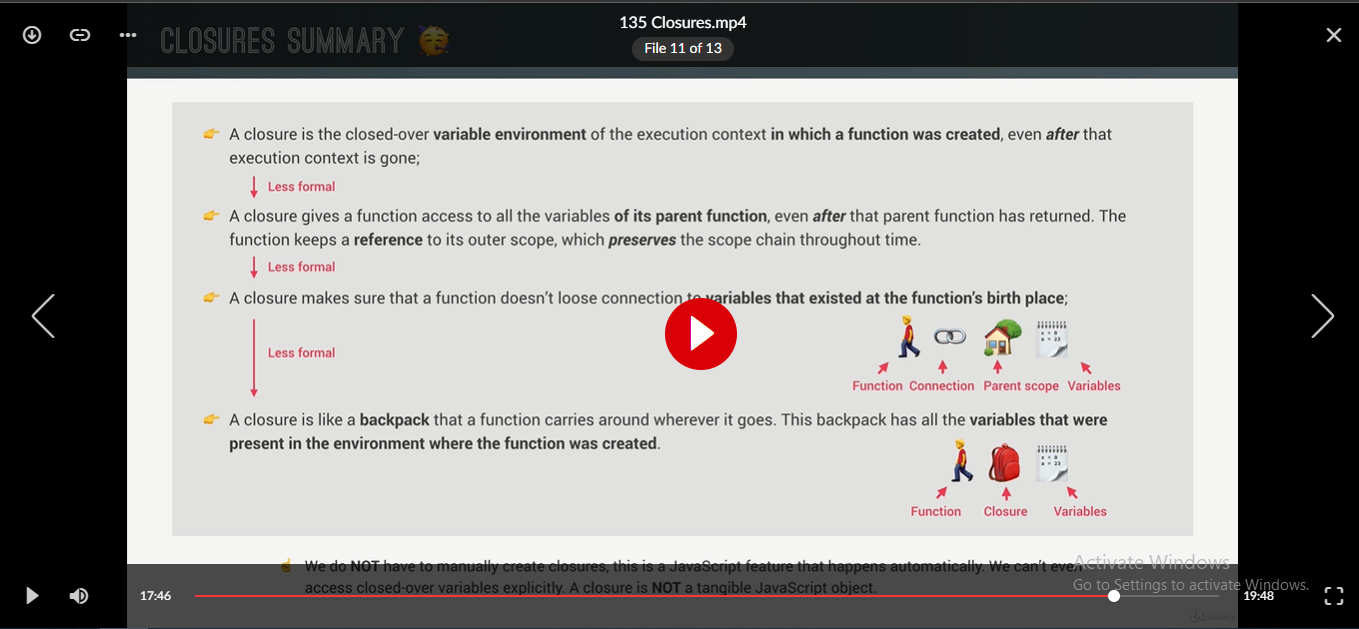 135 Closures.mp4
CLOSURES SUMMARY
File 11 of 13
A closure is the closed-over variable environment of the execution context in which a function was created, even after that
execution context is gone;
Less formal
A closure gives a function access to all the variables of its parent function, even after that parent function has returned. The
function keeps a reference to its outer scope, which preserves the scope chain throughout time.
Less formal
A closure makes sure that a function doesn't loose connection to variables that existed at the function's birth place;
Less formal
Function Connection Parent scope Variables
A closure is like a backpack that a function carries around wherever it goes. This backpack has all the variables that were
present in the environment where the function was created.
Function Closure Variables
We do NOT have to manually create closures, this is a JavaScript feature that happens automatically. We can't even
access closed-over variables explicitly. A closure is NOT a tangible JavaScript object.
Activate Windows
Go to Settings to activate Windows.
17:46
19:48